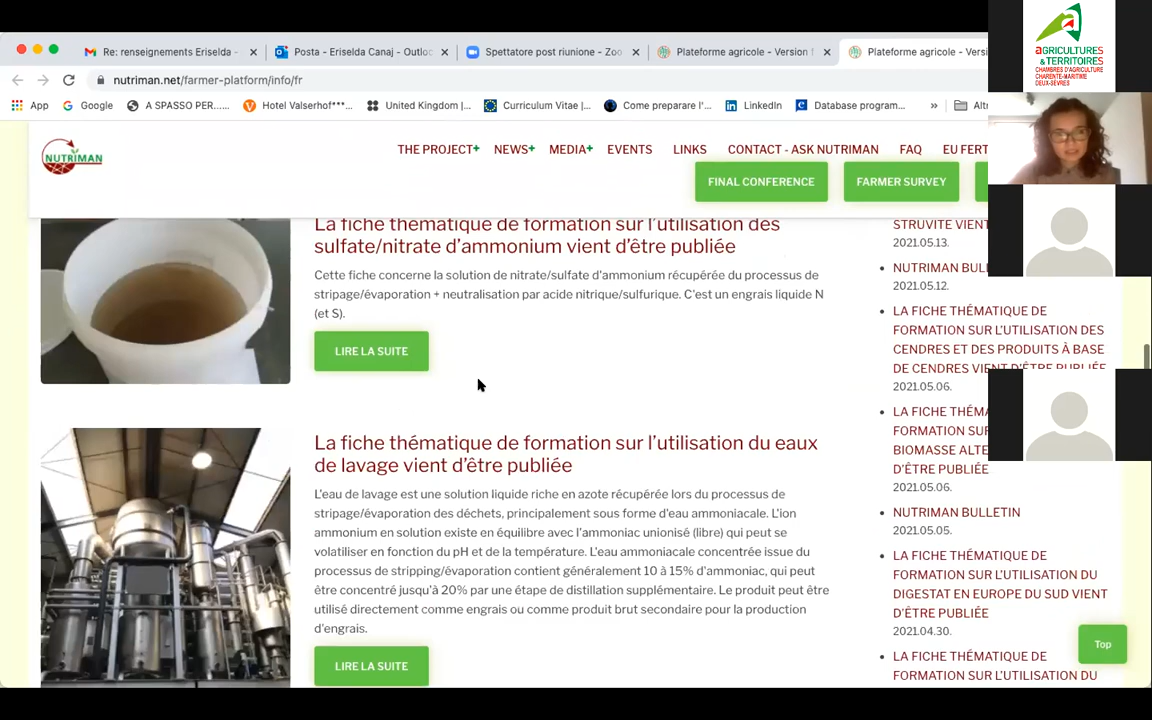 Re: renseignements Eriselda -
Posta - Eriselda Canaj - Outloo
Spettatore post riunione - Zoo
Plateforme agricole - Version f
Plateforme agricole - Versi
nutriman.net/farmer-platform/info/fr
App
Google
A SPASSO PER.....
Hotel Valserhof***...
United Kingdom |...
Curriculum Vitae |...
Come preparare l'...
LinkedIn
Database program...
»
Altr
AGRICULTURES
& TERRITOIRES
CHAMBRES D'AGRICULTURE
CHARENTE-MARITIME
DEUX-SÈVRES
NUTRIMAN
THE PROJECT+
NEWS+
MEDIA+
EVENTS
LINKS
CONTACT - ASK NUTRIMAN
FAQ
EU FERT
FINAL CONFERENCE
FARMER SURVEY
La fiche thématique de formation sur l'utilisation des
sulfate/nitrate d'ammonium vient d'être publiée
Cette fiche concerne la solution de nitrate/sulfate d'ammonium récupérée du processus de
stripage/évaporation + neutralisation par acide nitrique/sulfurique. C'est un engrais liquide N
(et S).
LIRE LA SUITE
La fiche thématique de formation sur l'utilisation du eaux
de lavage vient d'être publiée
L'eau de lavage est une solution liquide riche en azote récupérée lors du processus de
stripage/évaporation des déchets, principalement sous forme d'eau ammoniacale. L'ion
ammonium en solution existe en équilibre avec l'ammoniac unionisé (libre) qui peut se
volatiliser en fonction du pH et de la température. L'eau ammoniacale concentrée issue du
processus de stripping/évaporation contient généralement 10 à 15% d'ammoniac, qui peut
être concentré jusqu'à 20% par une étape de distillation supplémentaire. Le produit peut être
utilisé directement comme engrais ou comme produit brut secondaire pour la production
d'engrais.
LIRE LA SUITE
STRUVITE VIENT
2021.05.13.
NUTRIMAN BULL
2021.05.12.
LA FICHE THÉMATIQUE DE
FORMATION SUR L'UTILISATION DES
CENDRES ET DES PRODUITS À BASE
DE CENDRES VIENT D'ÊTRE PUBLIÉE
2021.05.06.
LA FICHE THÉMA
FORMATION SUR
BIOMASSE ALTE
D'ÊTRE PUBLIÉE
2021.05.06.
NUTRIMAN BULLETIN
2021.05.05.
LA FICHE THÉMATIQUE DE
FORMATION SUR L'UTILISATION DU
DIGESTAT EN EUROPE DU SUD VIENT
D'ÊTRE PUBLIÉE
2021.04.30.
LA FICHE THÉMATIQUE DE
FORMATION SUR L'UTILISATION DU
Top